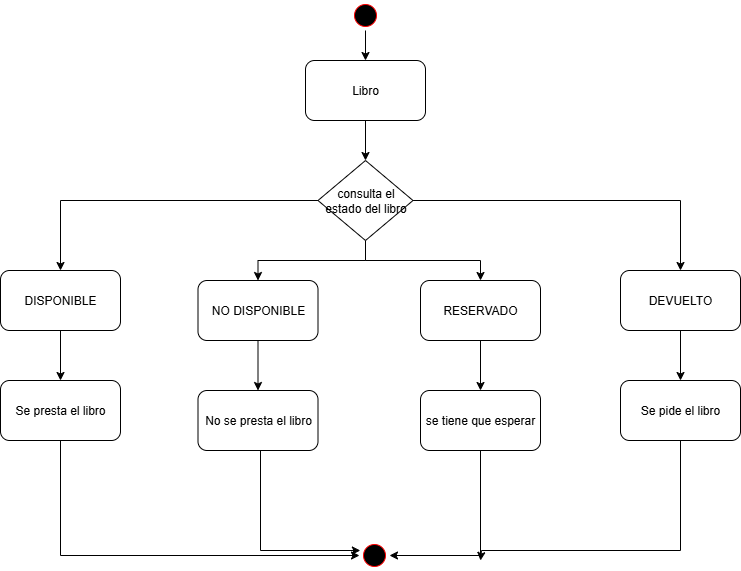 Libro
consulta el
estado del libro
DISPONIBLE
NO DISPONIBLE
RESERVADO
DEVUELTO
Se presta el libro
No se presta el libro
se tiene que esperar
Se pide el libro